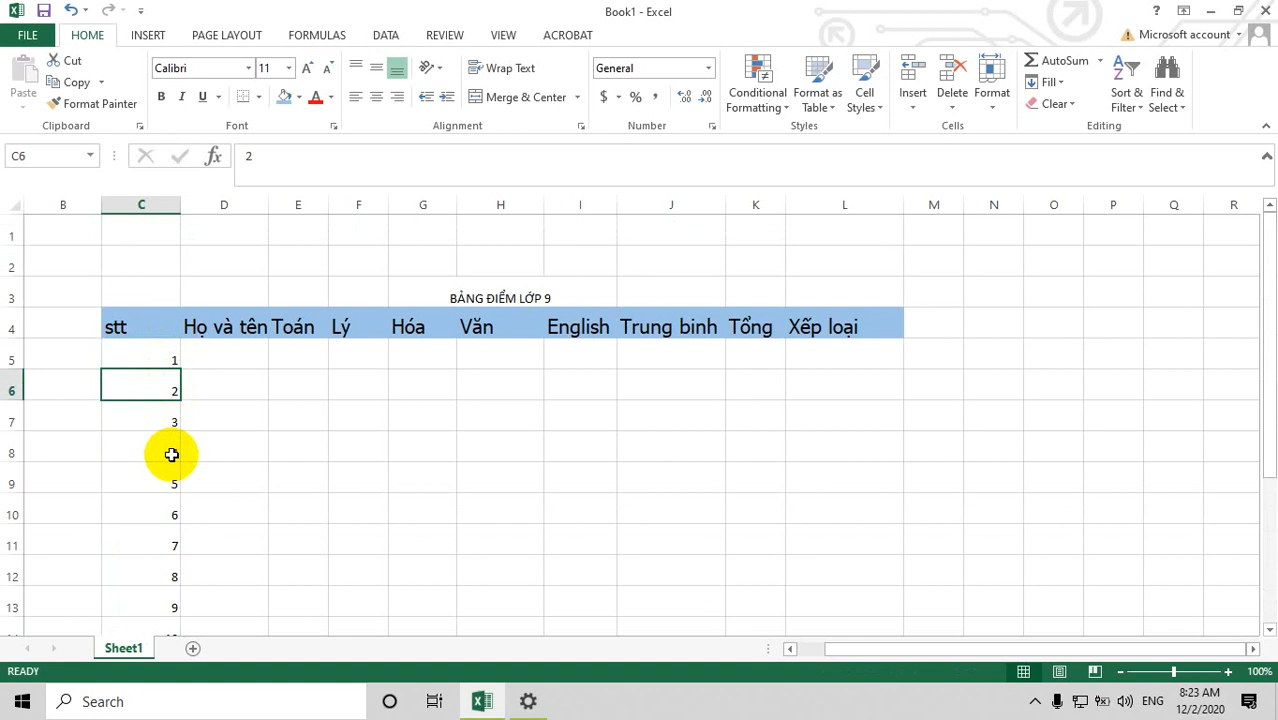 Book1 - Excel
?
Microsoft account
FILE HOME INSERT PAGE LAYOUT FORMULAS DATA REVIEW VIEW ACROBAT
Paste Cut Copy Format Painter
Calibri 11
B I U A
Wrap Text
Merge & Center
General
$ % ,
Conditional Formatting Format as Table Cell Styles
Insert Delete Format
AutoSum Fill Clear
Sort & Filter Find & Select
Clipboard Font Alignment Number Styles Cells Editing
C6 fx 2
B C D E F G H I J K L M N O P Q R
1
2
3 BẢNG ĐIỂM LỚP 9
4 stt Họ và tên Toán Lý Hóa Văn English Trung binh Tổng Xếp loại
5 1
6 2
7 3
8
9 5
10 6
11 7
12 8
13 9
Sheet1
READY 100%
Search ENG 8:23 AM
12/2/2020